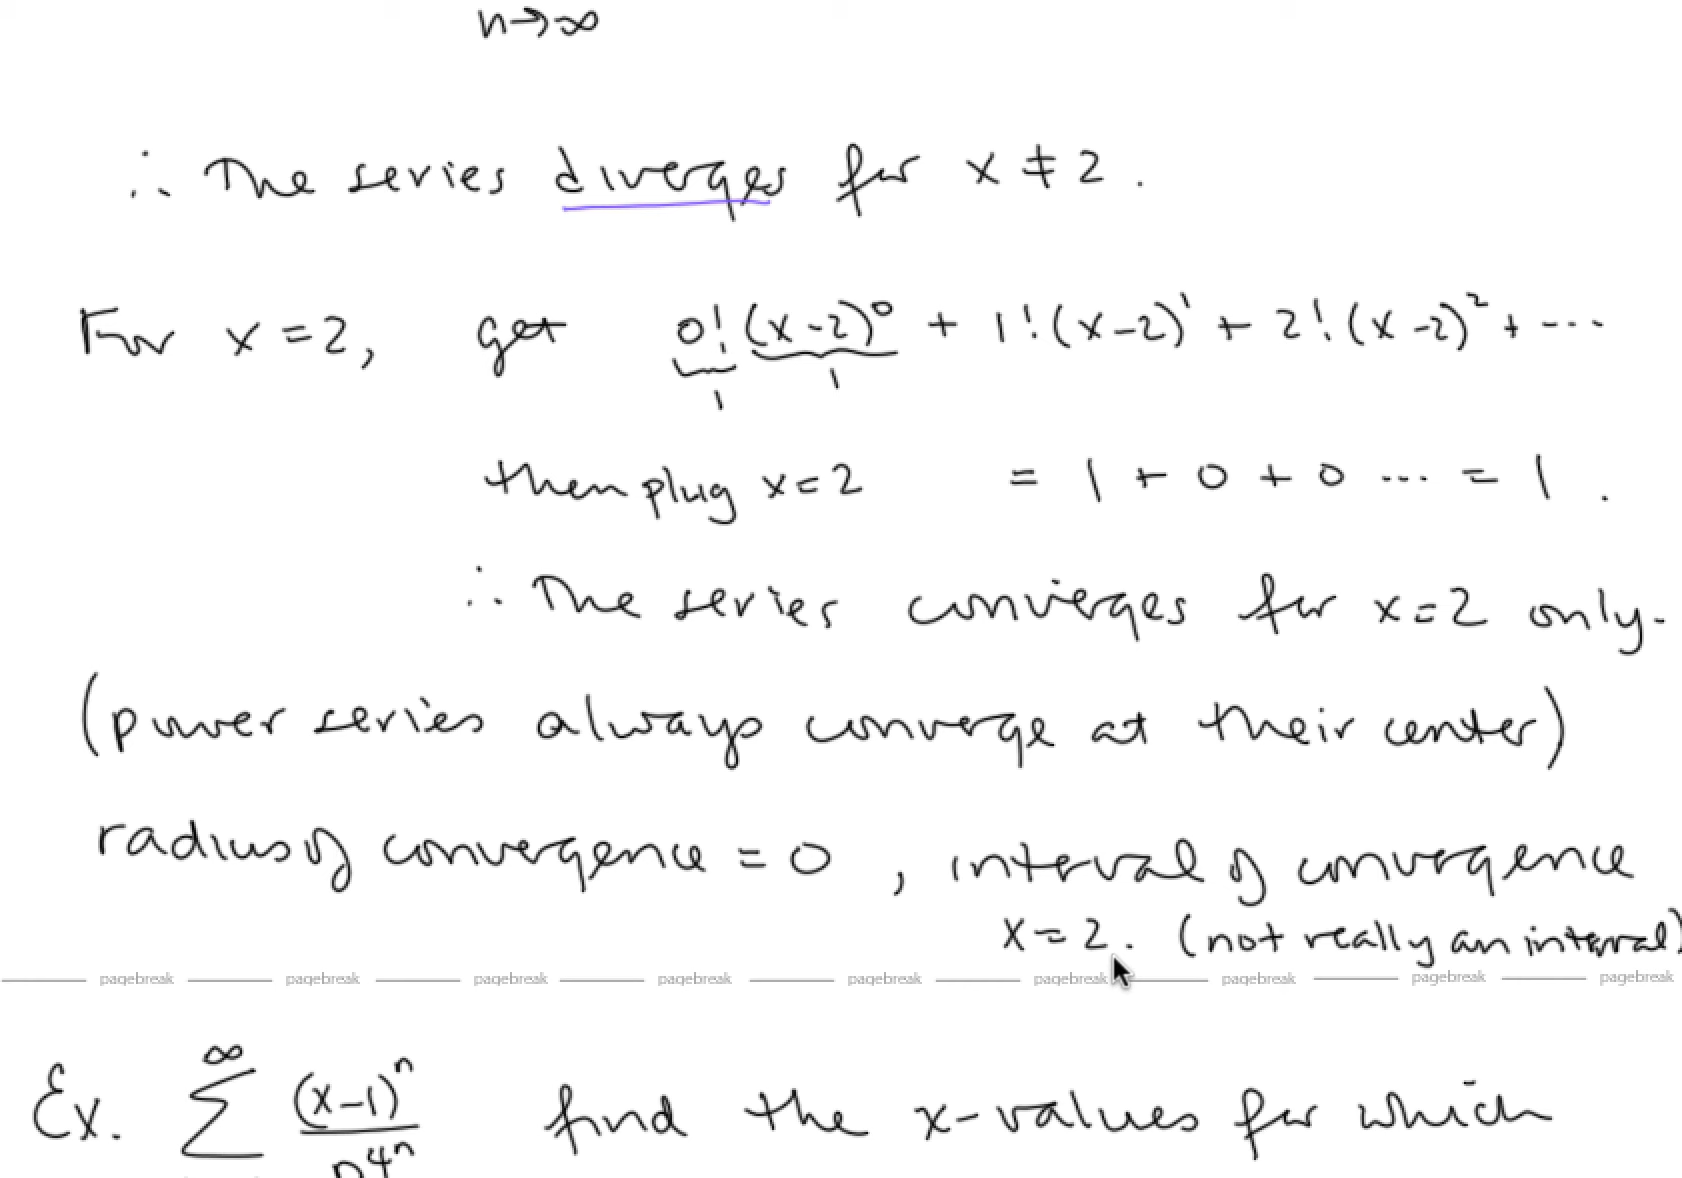 n→∞
∴ The series diverges for x ≠ 2.
For x = 2, get 0!(x-2)⁰ + 1!(x-2)¹ + 2!(x-2)² + ...
1 1
then plug x=2 = 1 + 0 + 0 ... = 1.
∴ The series converges for x=2 only.
(power series always converge at their center)
radius of convergence = 0, interval of convergence
x=2. (not really an interval)
pagebreak pagebreak pagebreak pagebreak pagebreak pagebreak pagebreak pagebreak pagebreak
Ex. ∑^∞ (x-1)ⁿ/n4ⁿ find the x-values for which